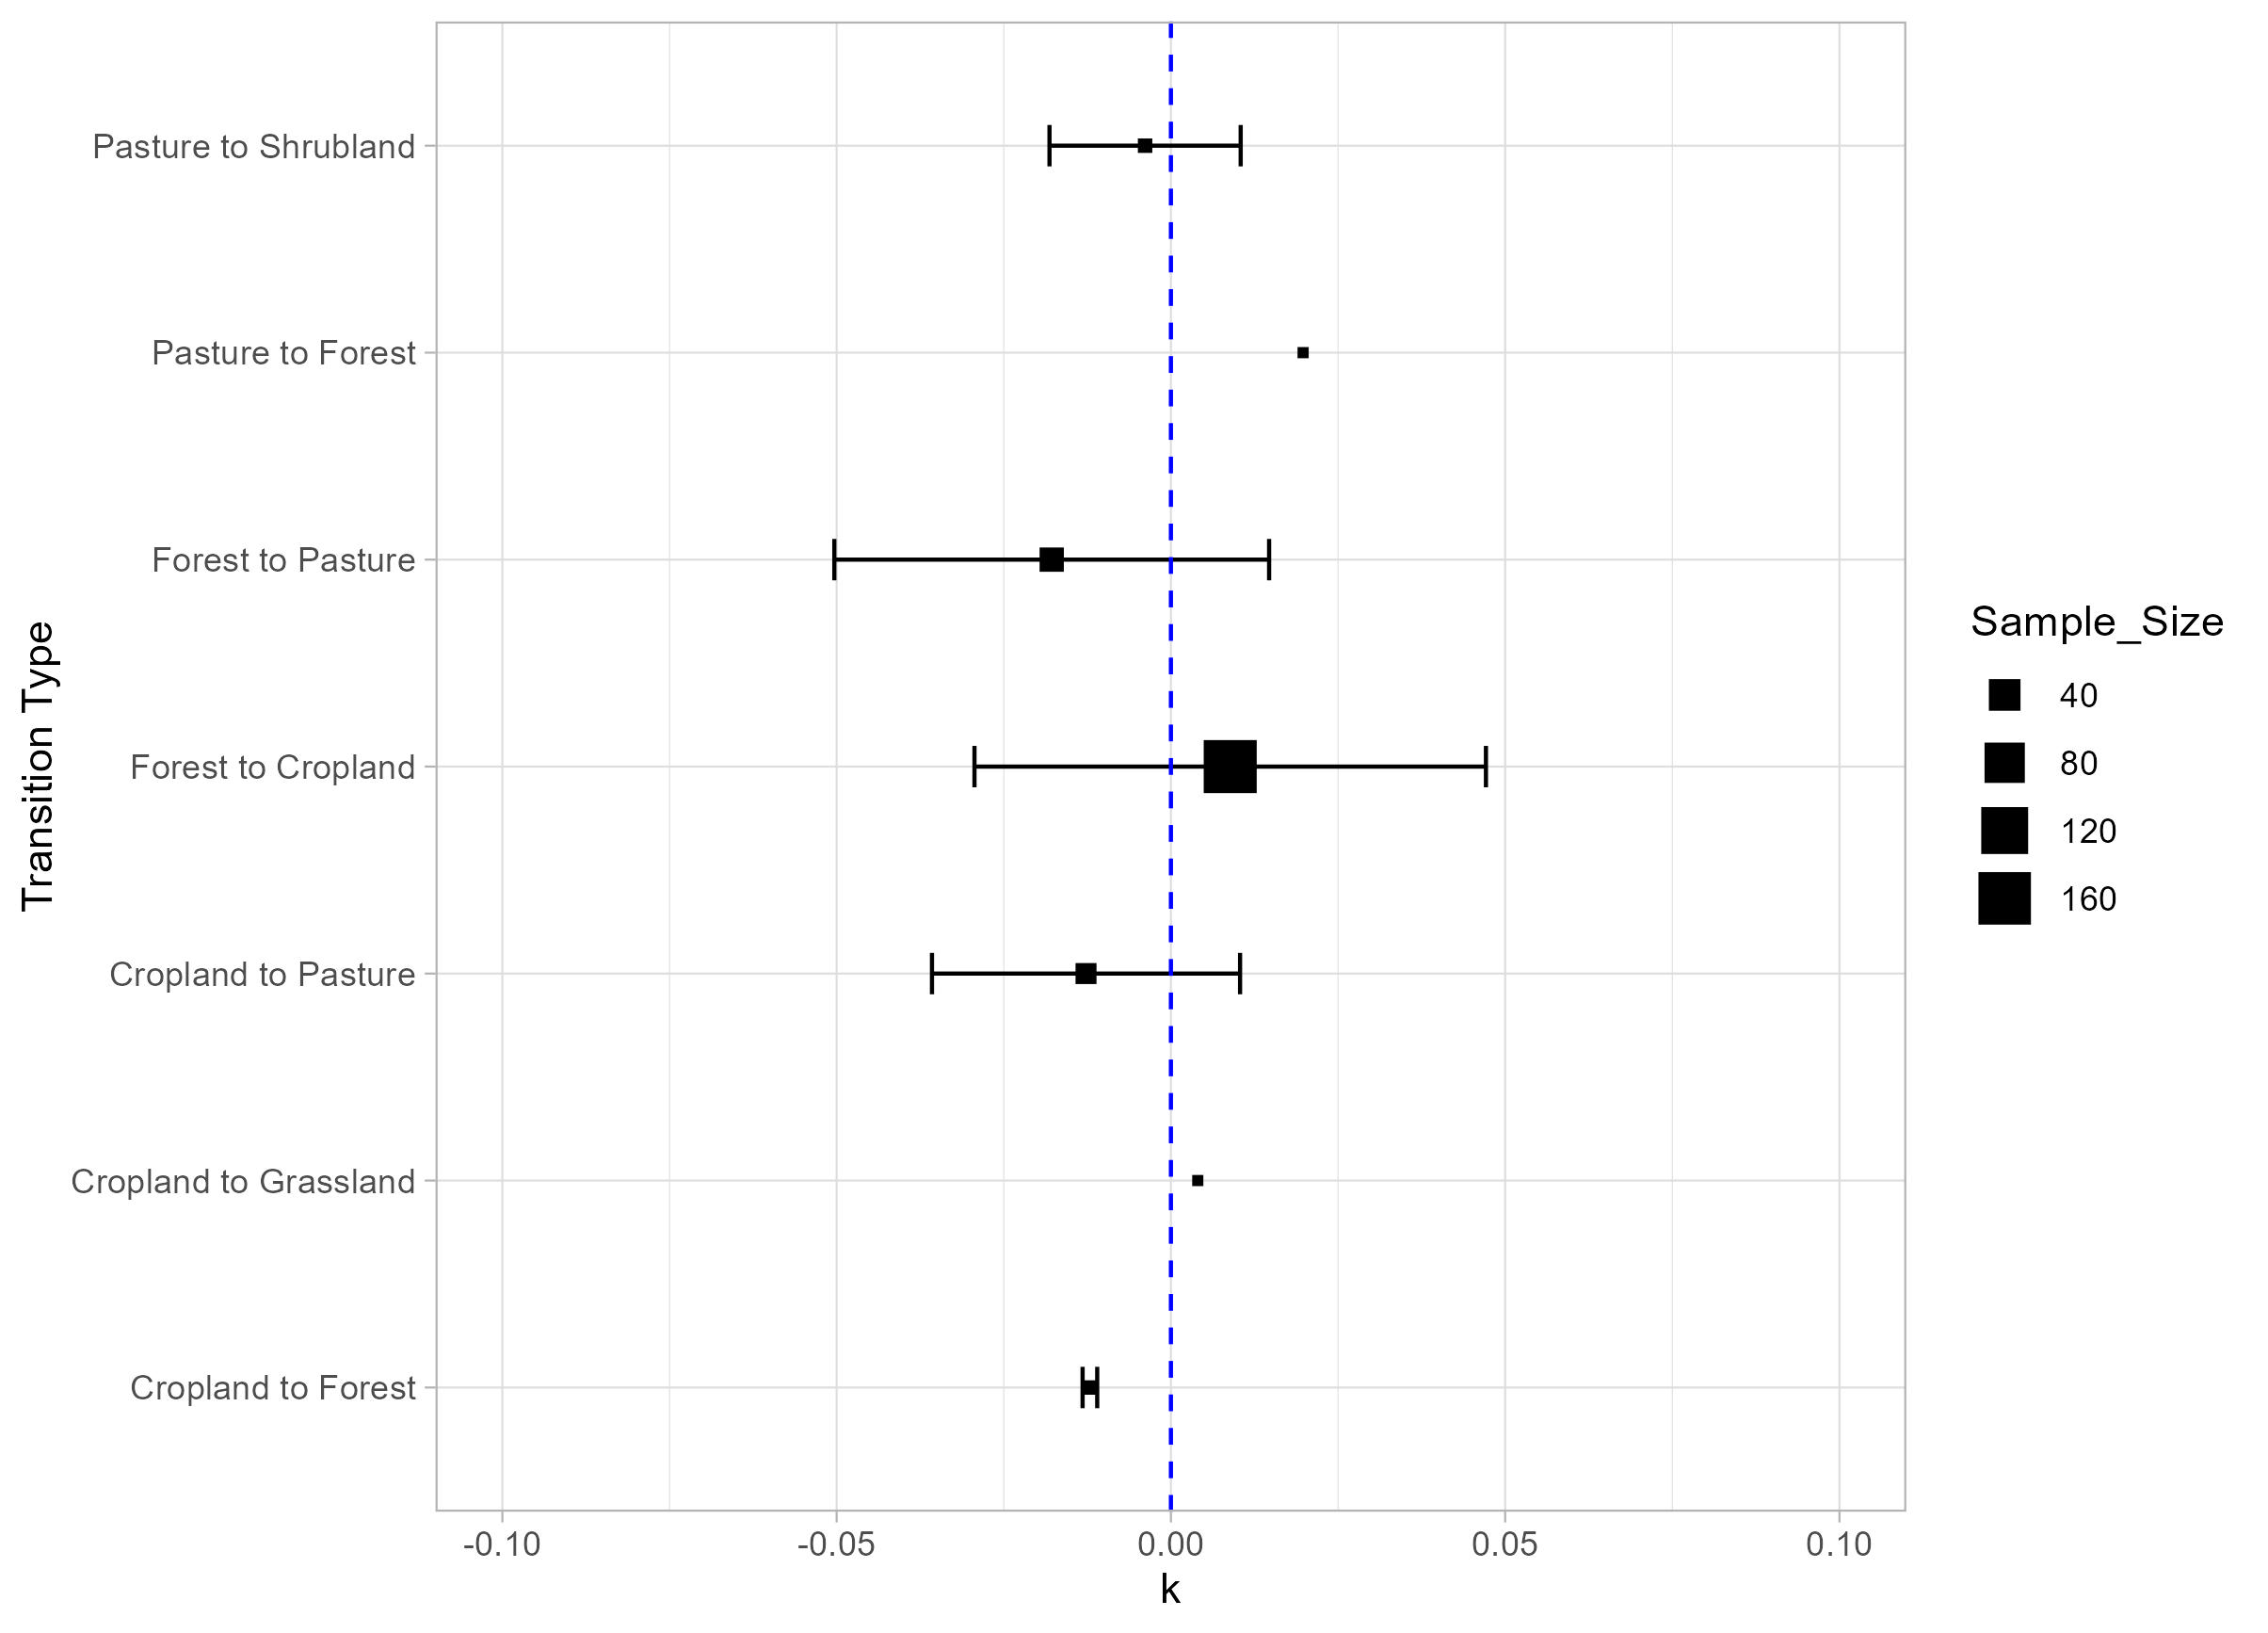 Transition Type
Pasture to Shrubland
Pasture to Forest
Forest to Pasture
Forest to Cropland
Cropland to Pasture
Cropland to Grassland
Cropland to Forest
-0.10
-0.05
0.00
0.05
0.10
k
Sample_Size
40
80
120
160